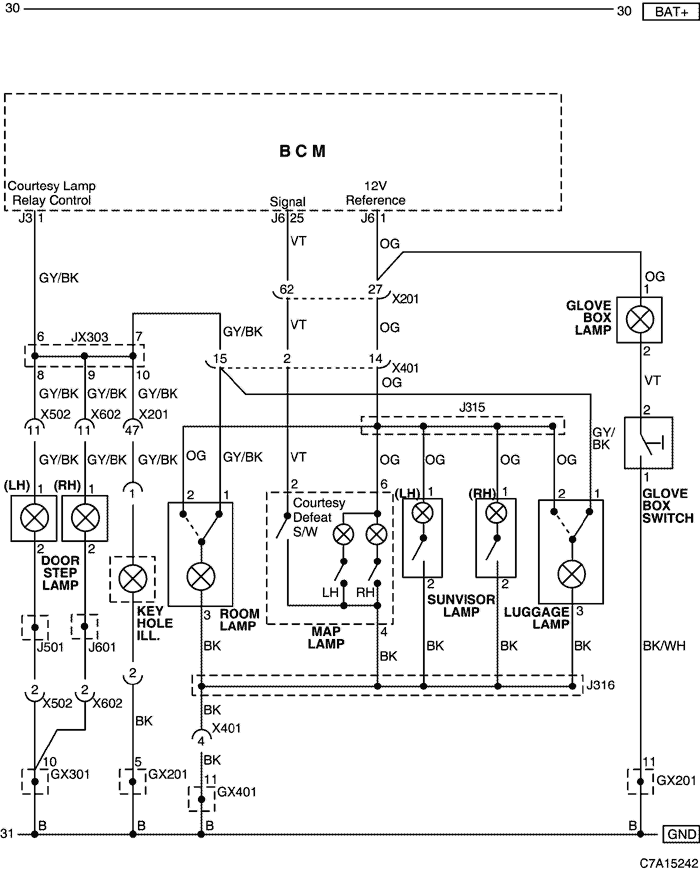 30
30 BAT+
BCM
Courtesy Lamp
Relay Control
Signal
12V
Reference
J3 1
J6 25
J6 1
VT
OG
GY/BK
OG
1
62
27
X201
GLOVE
BOX
LAMP
VT
OG
GY/BK
6
JX303
7
2
15
2
14
X401
8
9
10
OG
VT
GY/BK
X502
GY/BK
X602
GY/BK
X201
J315
2
11
11
47
GY/
BK
GY/BK
GY/BK
GY/BK
OG
GY/BK
VT
OG
OG
OG
OG
1
GLOVE
BOX
SWITCH
(LH)
1
(RH)
1
1
2
1
2
6
(LH)
1
(RH)
1
2
1
Courtesy
Defeat
S/W
2
2
DOOR
STEP
LAMP
LH
RH
2
2
KEY
HOLE
ILL.
3
ROOM
LAMP
MAP
LAMP
4
SUNVISOR
LAMP
LUGGAGE
LAMP
3
J501
J601
BK
BK
BK
BK
BK
BK/WH
2
2
2
J316
X502
X602
BK
BK
X401
4
BK
10
GX301
5
GX201
11
GX401
11
GX201
31
B
B
B
B
GND
C7A15242